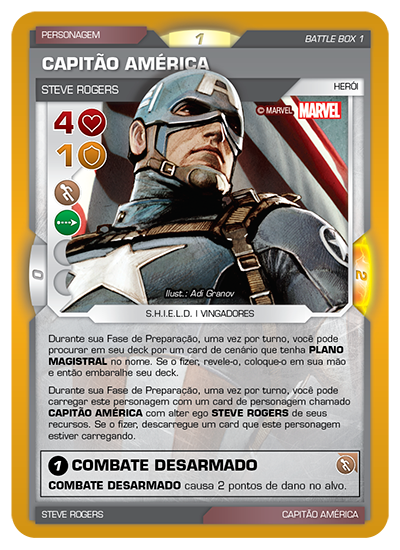 PERSONAGEM
1
BATTLE BOX 1
CAPITÃO AMÉRICA
STEVE ROGERS
HERÓI
4
© MARVEL MARVEL
1
A
0
2
Ilust.: Adi Granov
S.H.I.E.L.D. | VINGADORES
Durante sua Fase de Preparação, uma vez por turno, você pode
procurar em seu deck por um card de cenário que tenha PLANO
MAGISTRAL no nome. Se o fizer, revele-o, coloque-o em sua mão
e então embaralhe seu deck.
Durante sua Fase de Preparação, uma vez por turno, você pode
carregar este personagem com um card de personagem chamado
CAPITÃO AMÉRICA com alter ego STEVE ROGERS de seus
recursos. Se o fizer, descarregue um card que este personagem
estiver carregando.
1 COMBATE DESARMADO
COMBATE DESARMADO causa 2 pontos de dano no alvo.
STEVE ROGERS
CAPITÃO AMÉRICA